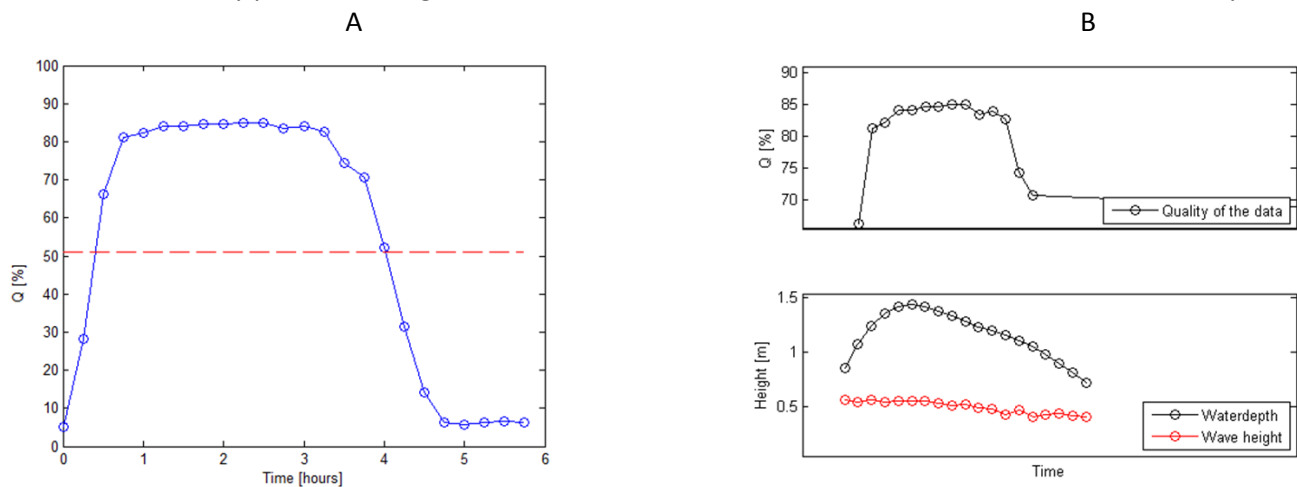 A
B
100
90
80
70
60
50
40
30
20
10
0
Q [%]
0 1 2 3 4 5 6
Time [hours]
90
85
80
75
70
Q [%]
Quality of the data
1.5
1
0.5
Height [m]
Waterdepth
Wave height
Time